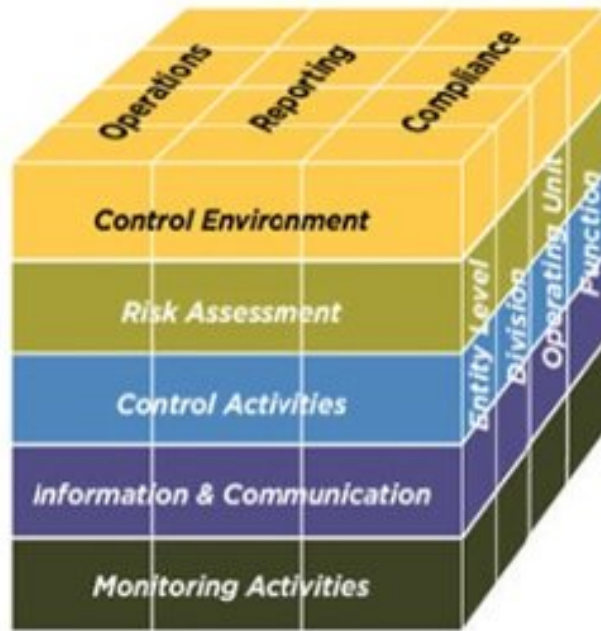 Operations
Reporting
Compliance
Control Environment
Risk Assessment
Control Activities
Information & Communication
Monitoring Activities
Entity Level
Division
Operating Unit
Function